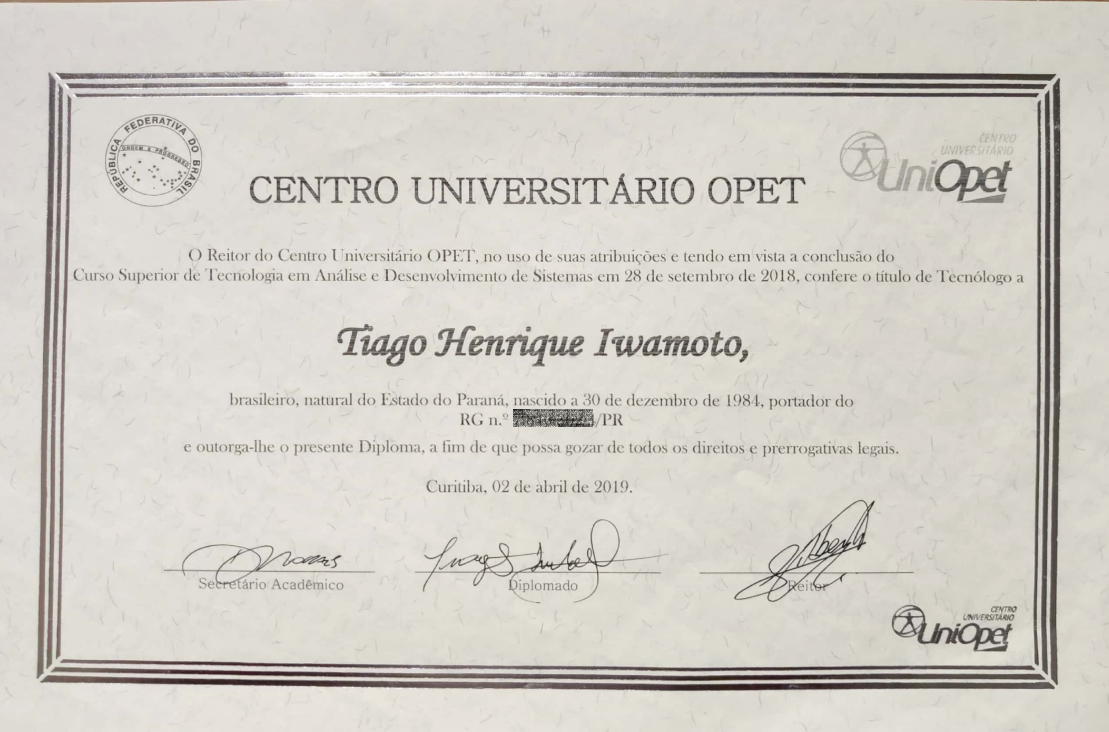 REPÚBLICA FEDERATIVA DO BRASIL
ORDEM E PROGRESSO
CENTRO
UNIVERSITÁRIO
UniOpet
CENTRO UNIVERSITÁRIO OPET
O Reitor do Centro Universitário OPET, no uso de suas atribuições e tendo em vista a conclusão do
Curso Superior de Tecnologia em Análise e Desenvolvimento de Sistemas em 28 de setembro de 2018, confere o título de Tecnólogo a
Tiago Henrique Iwamoto,
brasileiro, natural do Estado do Paraná, nascido a 30 de dezembro de 1984, portador do
RG n.º /PR
e outorga-lhe o presente Diploma, a fim de que possa gozar de todos os direitos e prerrogativas legais.
Curitiba, 02 de abril de 2019.
Secretário Acadêmico
Diplomado
Reitor
CENTRO
UNIVERSITÁRIO
UniOpet